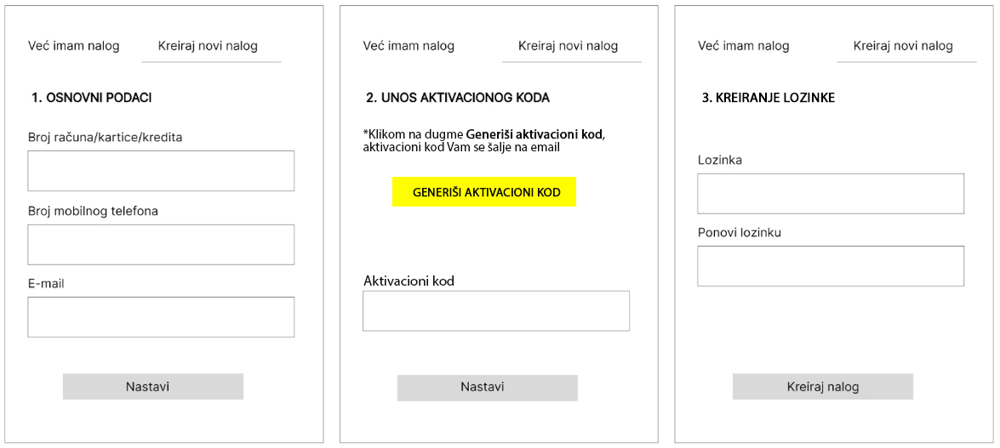 Već imam nalog
Kreiraj novi nalog
1. OSNOVNI PODACI
Broj računa/kartice/kredita
Broj mobilnog telefona
E-mail
Nastavi
Već imam nalog
Kreiraj novi nalog
2. UNOS AKTIVACIONOG KODA
*Klikom na dugme Generiši aktivacioni kod,
aktivacioni kod Vam se šalje na email
GENERIŠI AKTIVACIONI KOD
Aktivacioni kod
Nastavi
Već imam nalog
Kreiraj novi nalog
3. KREIRANJE LOZINKE
Lozinka
Ponovi lozinku
Kreiraj nalog